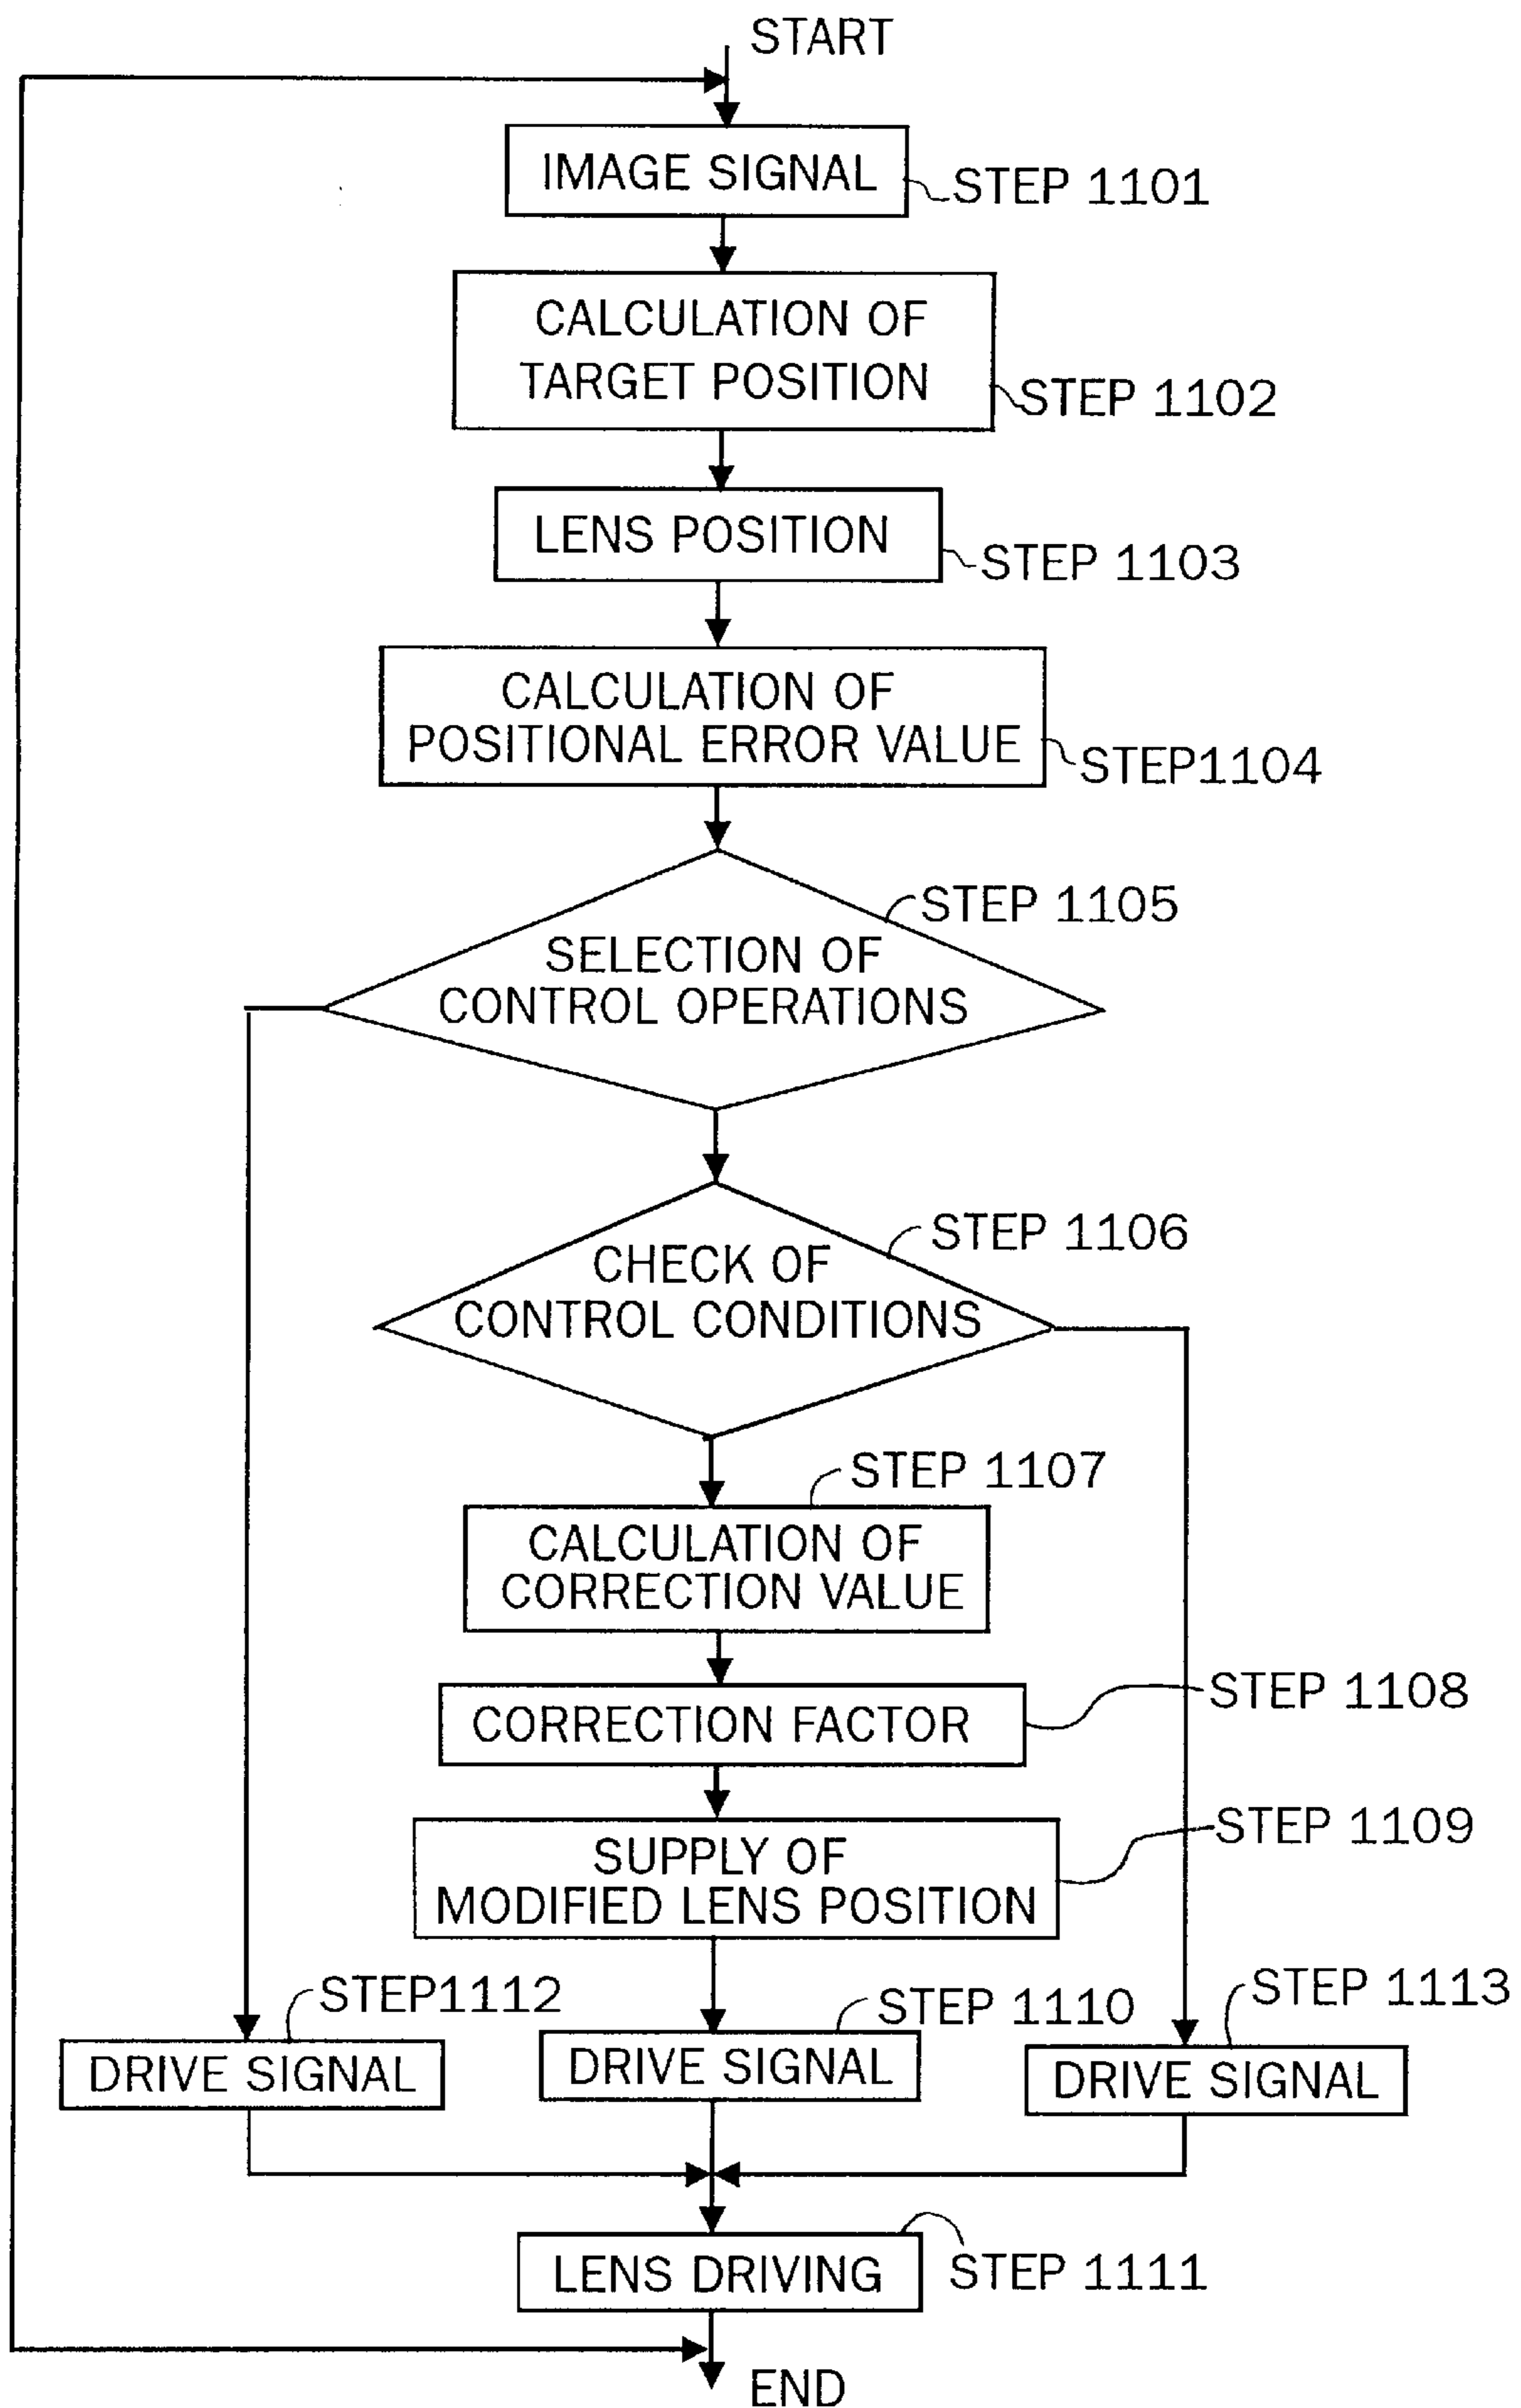 START
IMAGE SIGNAL
STEP 1101
CALCULATION OF
TARGET POSITION
STEP 1102
LENS POSITION
STEP 1103
CALCULATION OF
POSITIONAL ERROR VALUE
STEP1104
STEP 1105
SELECTION OF
CONTROL OPERATIONS
STEP 1106
CHECK OF
CONTROL CONDITIONS
STEP 1107
CALCULATION OF
CORRECTION VALUE
STEP 1108
CORRECTION FACTOR
STEP 1109
SUPPLY OF
MODIFIED LENS POSITION
STEP1112
STEP 1110
STEP 1113
DRIVE SIGNAL
DRIVE SIGNAL
DRIVE SIGNAL
LENS DRIVING
STEP 1111
END